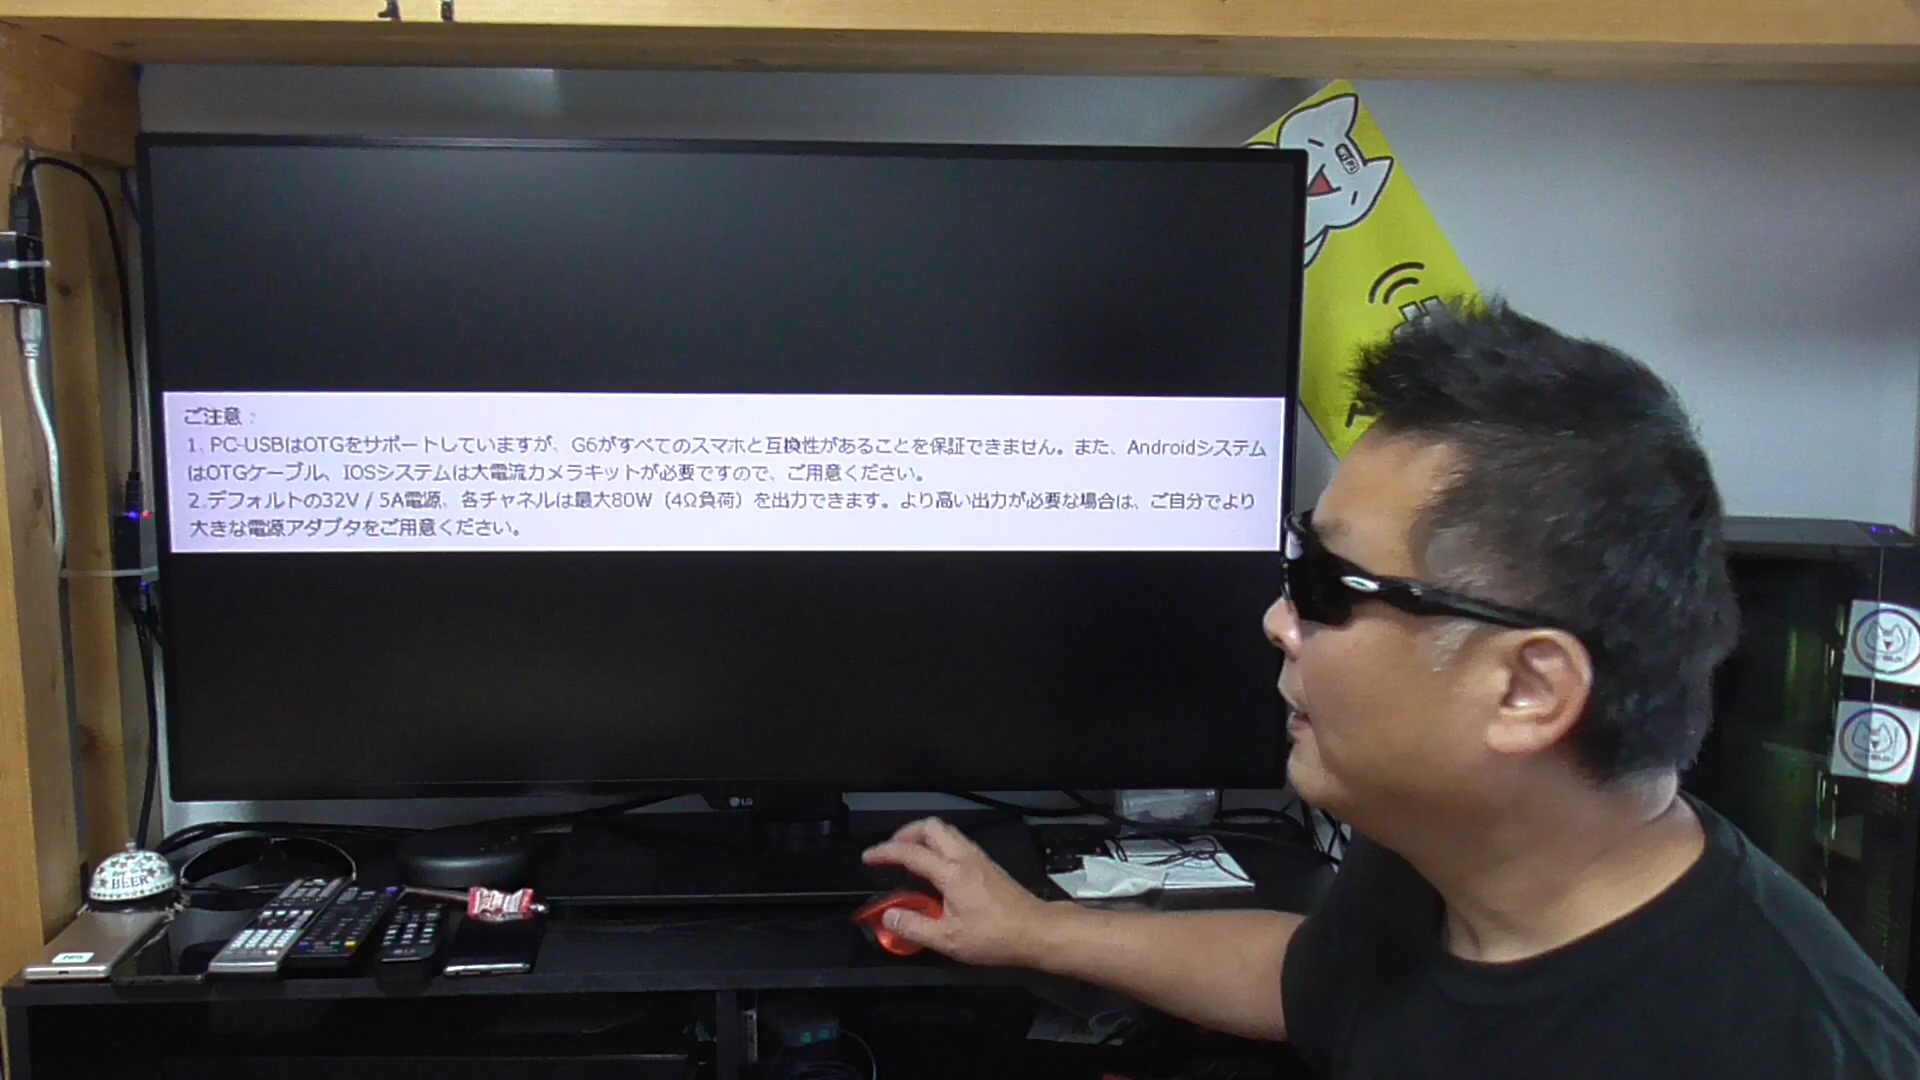 ご注意：
1、PC-USBはOTGをサポートしていますが、G6がすべてのスマホと互換性があることを保証できません。また、Androidシステム
はOTGケーブル、IOSシステムは大電流カメラキットが必要ですので、ご用意ください。
2.デフォルトの32V / 5A電源、各チャネルは最大80W（4Ω負荷）を出力できます。より高い出力が必要な場合は、ご自分でより
大きな電源アダプタをご用意ください。
LG
BEER